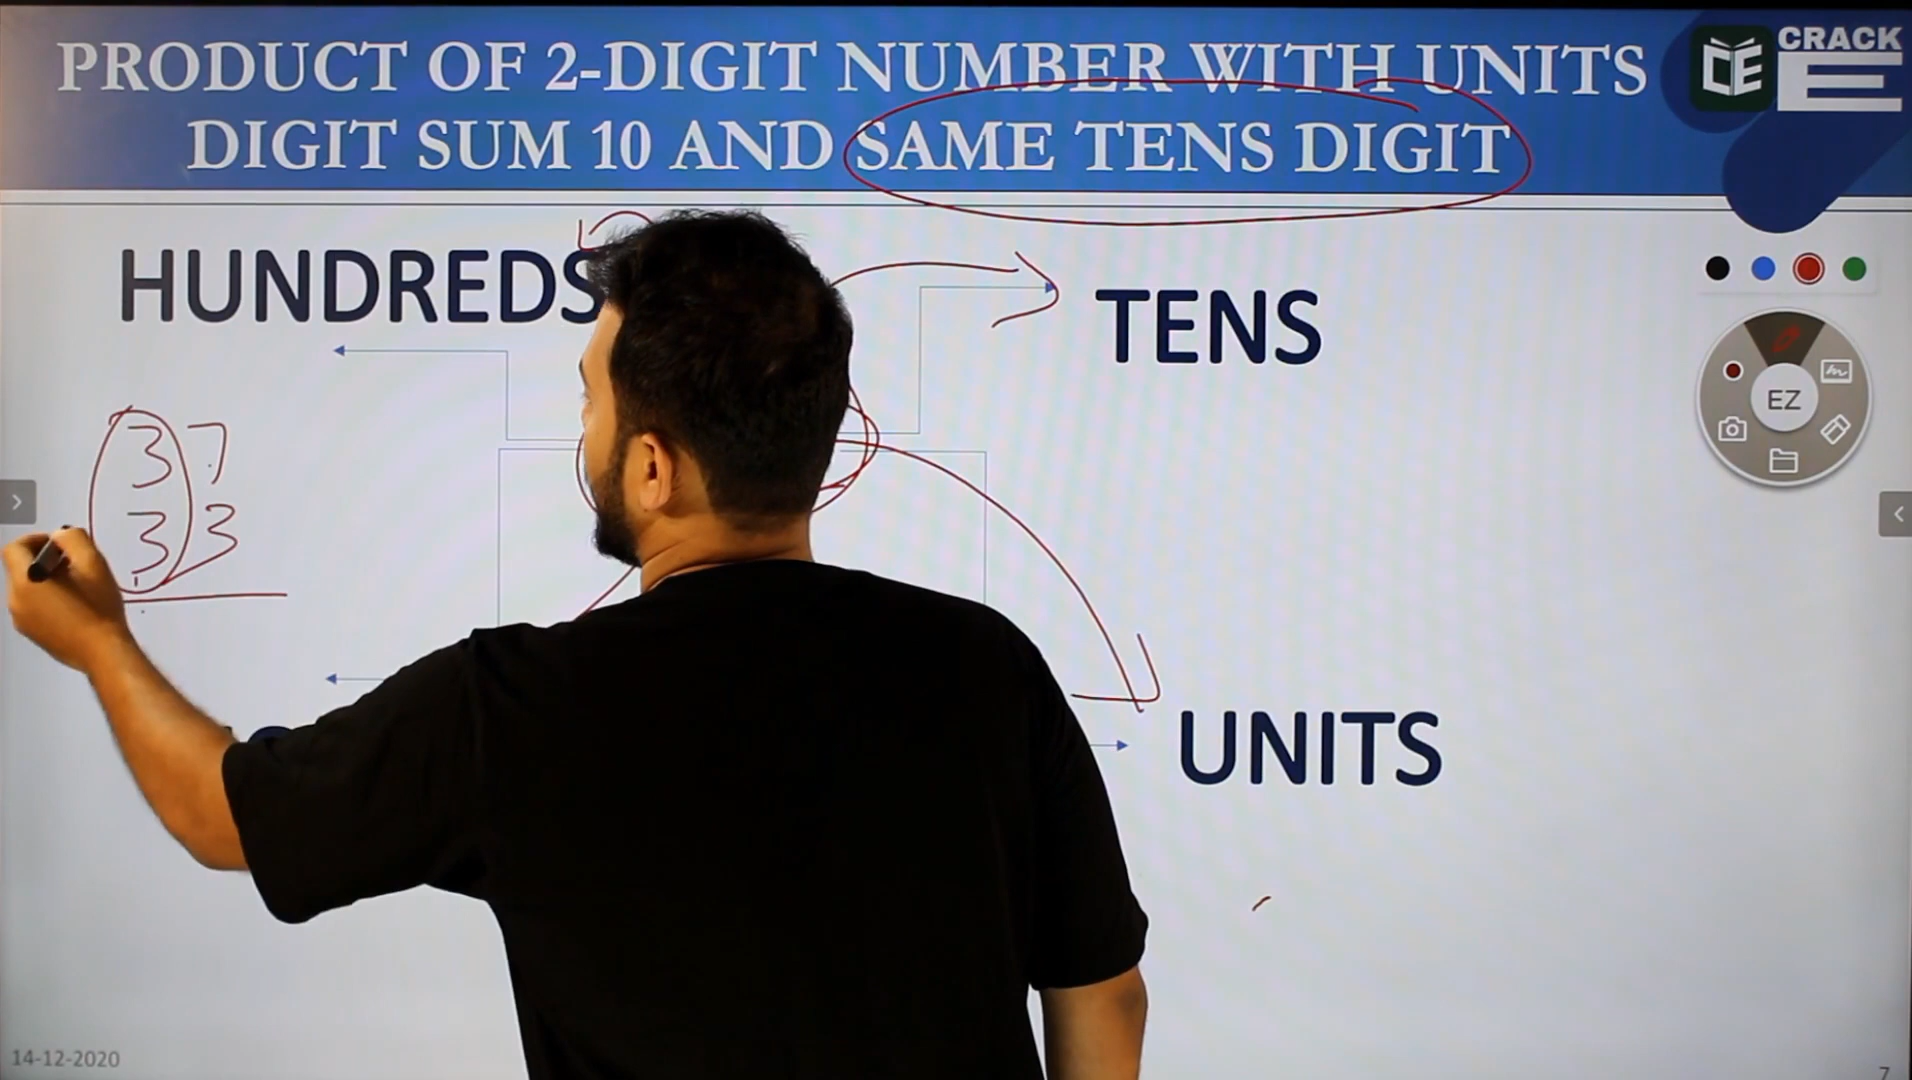 PRODUCT OF 2-DIGIT NUMBER WITH UNITS
DIGIT SUM 10 AND SAME TENS DIGIT
CRACK
E
HUNDREDS
TENS
EZ
37
33
UNITS
14-12-2020
7